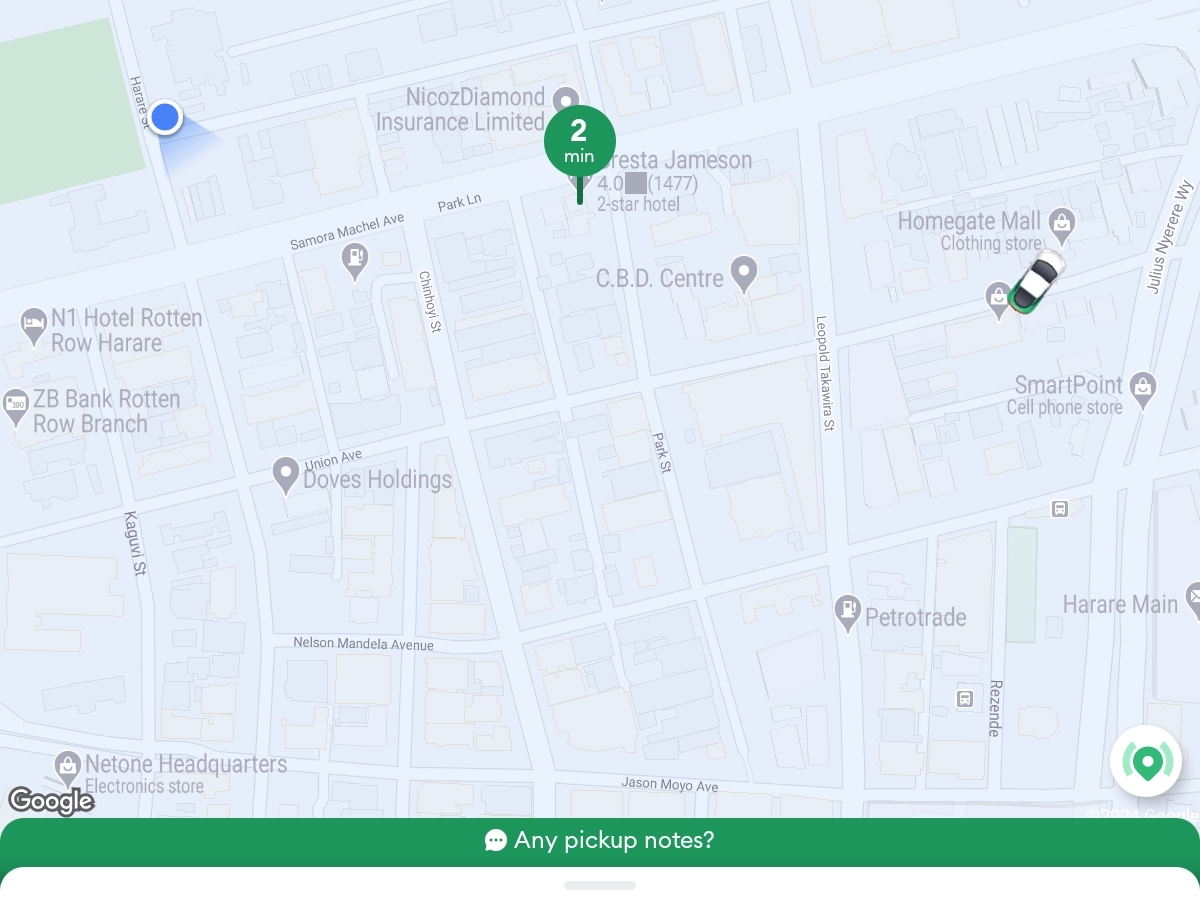 Harare St
NicozDiamond
Insurance Limited
2
min
resta Jameson
4.0 (1477)
2-star hotel
Park Ln
Samora Machel Ave
Homegate Mall
Clothing store
Julius Nyerere Wy
C.B.D. Centre
Chinhoyi St
N1 Hotel Rotten
Row Harare
Leopold Takawira St
ZB Bank Rotten
Row Branch
100
SmartPoint
Cell phone store
Park St
Union Ave
Doves Holdings
Kaguvi St
Harare Main
Petrotrade
Nelson Mandela Avenue
Rezende
Netone Headquarters
Electronics store
Jason Moyo Ave
Google
©2024 Google
Any pickup notes?